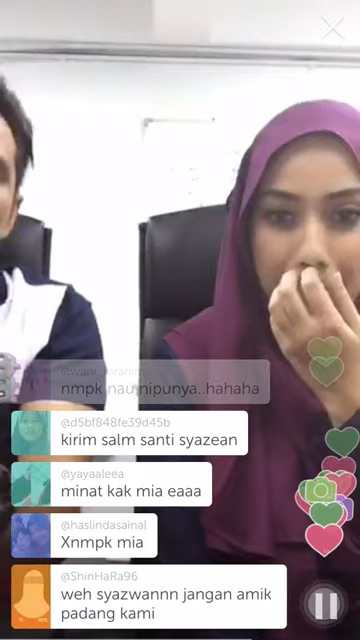 nmpk nau nipunya..hahaha
@d5bf848fe39d45b
kirim salm santi syazean
@yayaaleea
minat kak mia eaaa
@haslindasainal
Xnmpk mia
@ShinHaRa96
weh syazwannn jangan amik
padang kami